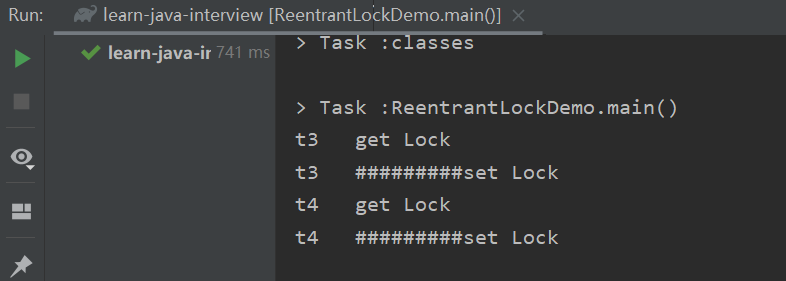 Run: learn-java-interview [ReentrantLockDemo.main()] ×
learn-java-ir 741 ms
> Task :classes
> Task :ReentrantLockDemo.main()
t3 get Lock
t3 #########set Lock
t4 get Lock
t4 #########set Lock